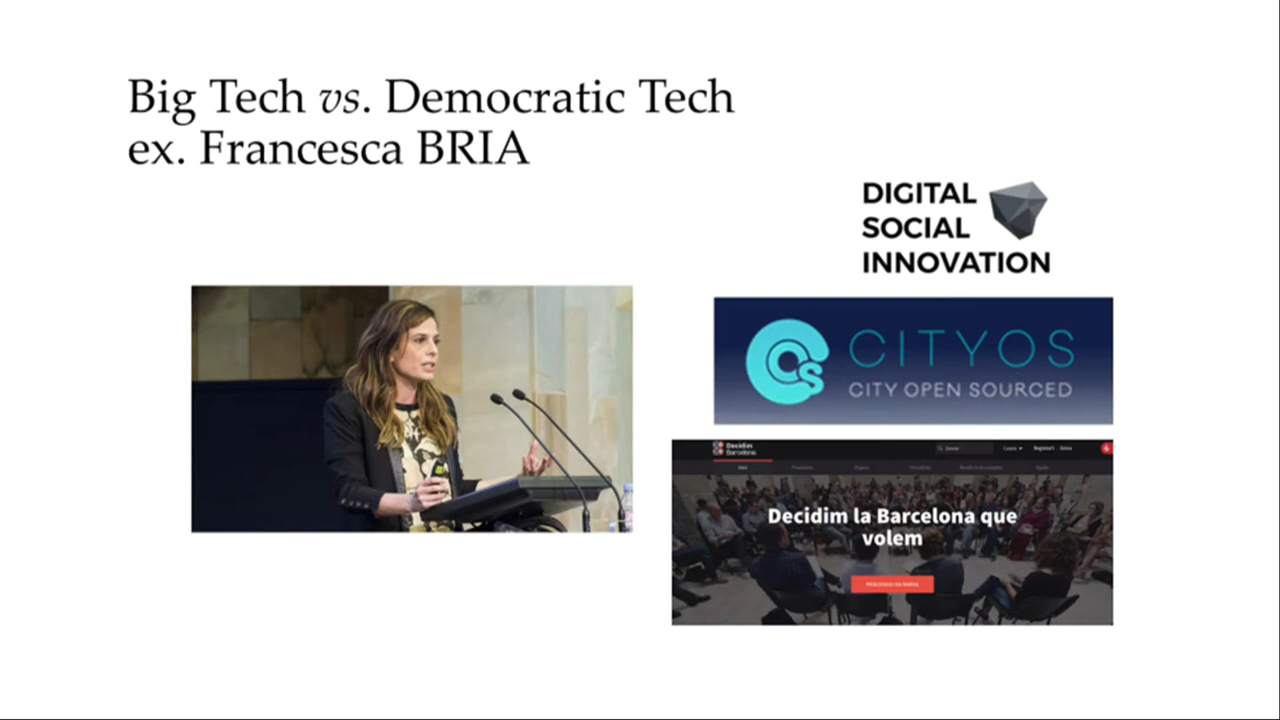 Big Tech vs. Democratic Tech
ex. Francesca BRIA
DIGITAL
SOCIAL
INNOVATION
CITYOS
CITY OPEN SOURCED
Decidim
Barcelona
Decidim la Barcelona que
volem